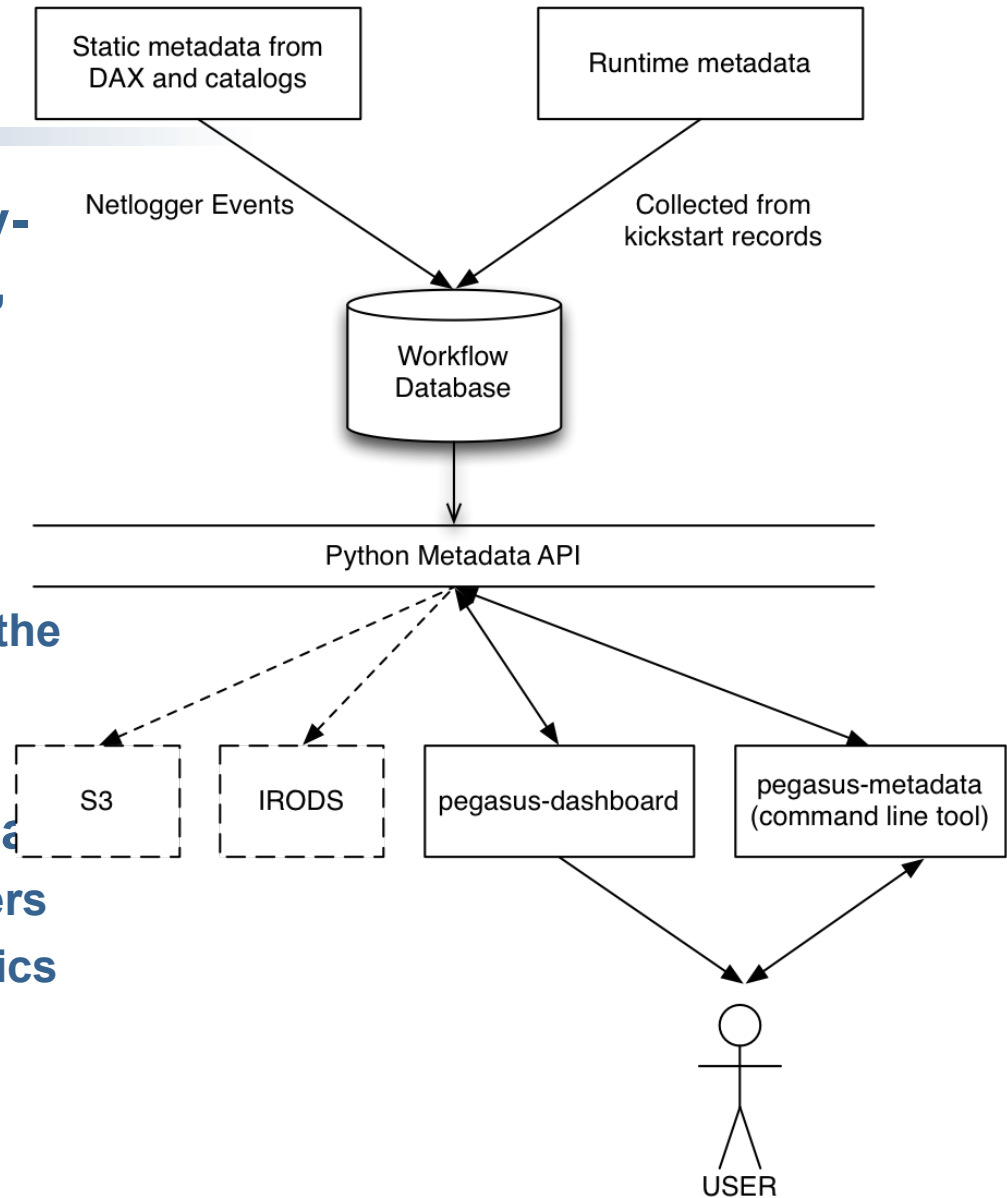 Static metadata from
DAX and catalogs
Runtime metadata
Netlogger Events
Collected from
kickstart records
Workflow
Database
Python Metadata API
the
S3
IRODS
pegasus-dashboard
pegasus-metadata
(command line tool)
ers
ics
USER